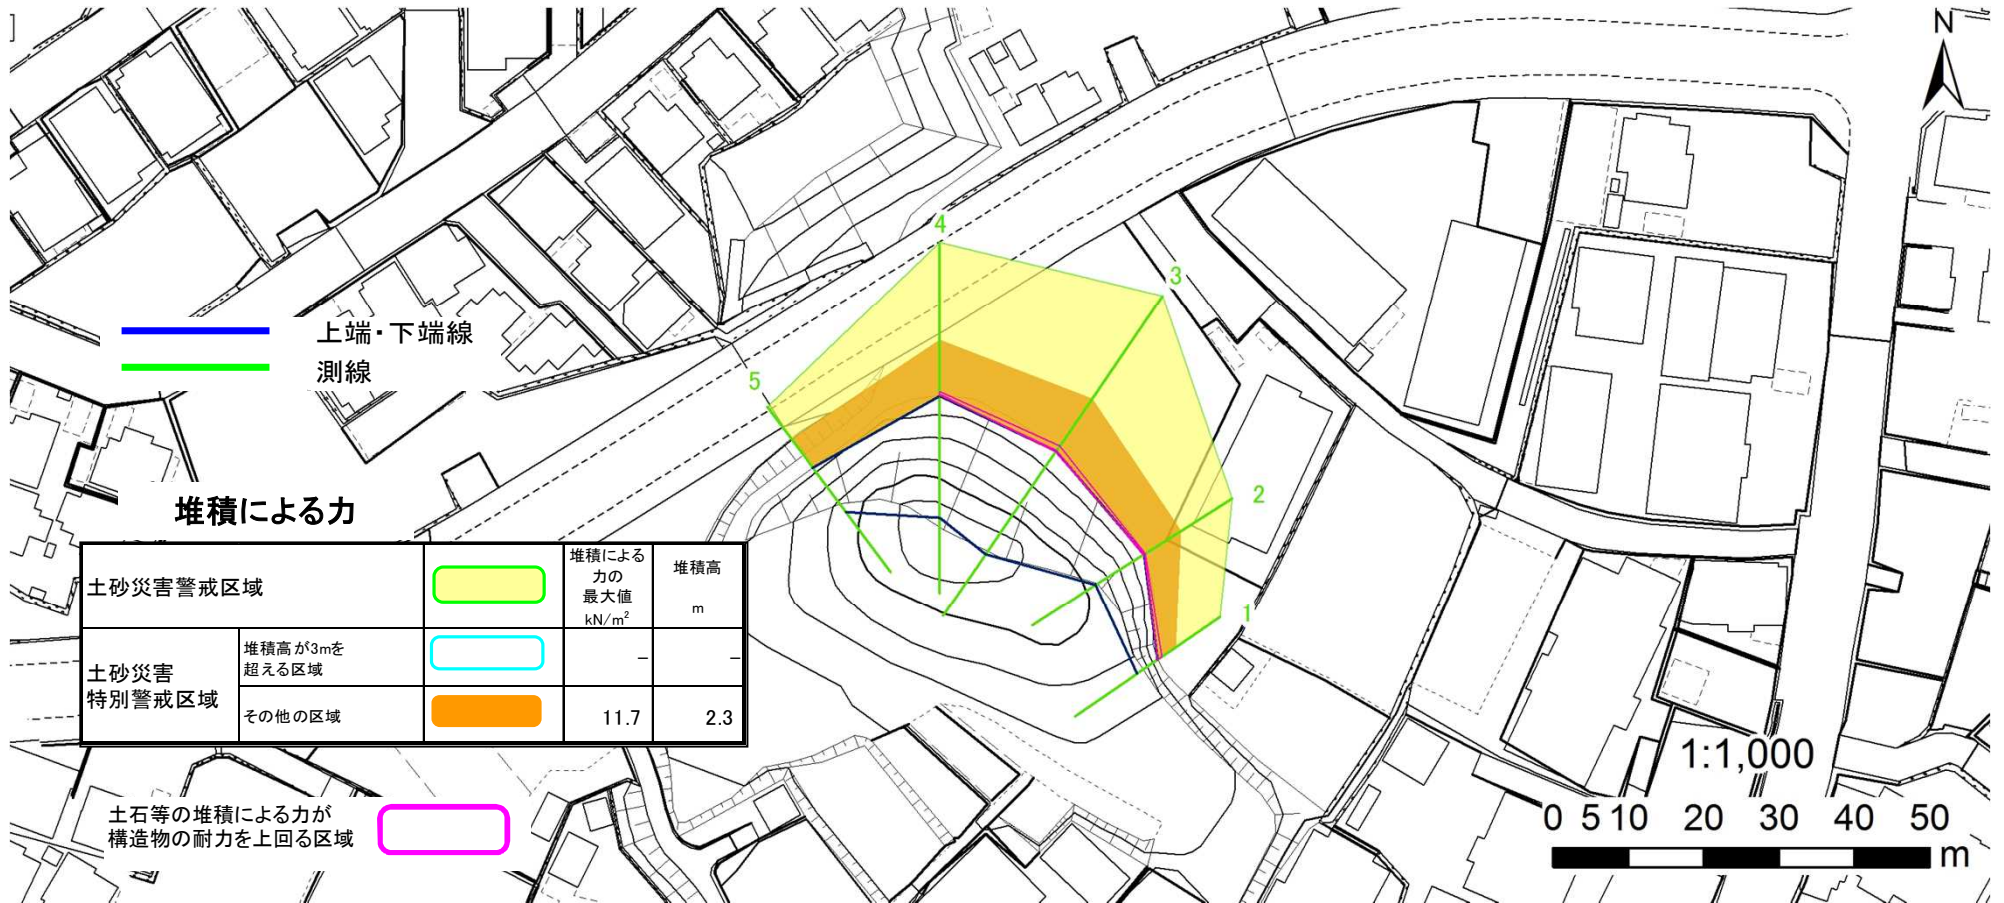 N
4
3
上端・下端線
測線
5
2
1
堆積による力
堆積による
力の
最大値
kN/m²
堆積高
m
土砂災害警戒区域
土砂災害
特別警戒区域
堆積高が3mを
超える区域
－
－
その他の区域
11.7
2.3
土石等の堆積による力が
構造物の耐力を上回る区域
1:1,000
0 5 10 20 30 40 50
m